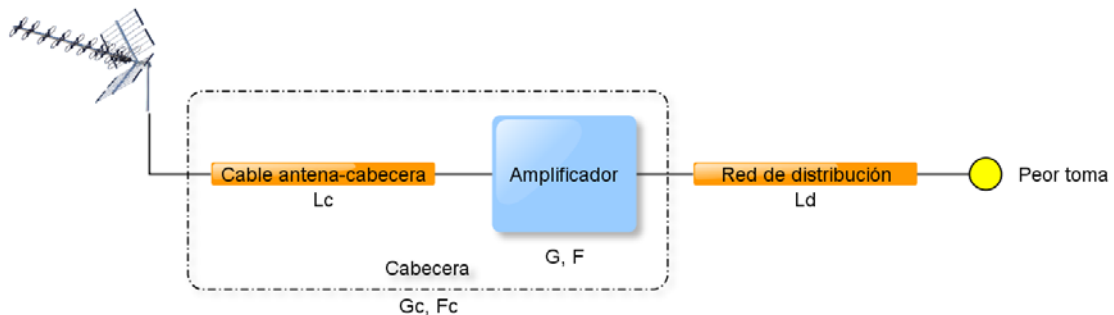 Cable antena-cabecera
Lc
Amplificador
G, F
Cabecera
Gc, Fc
Red de distribución
Ld
Peor toma